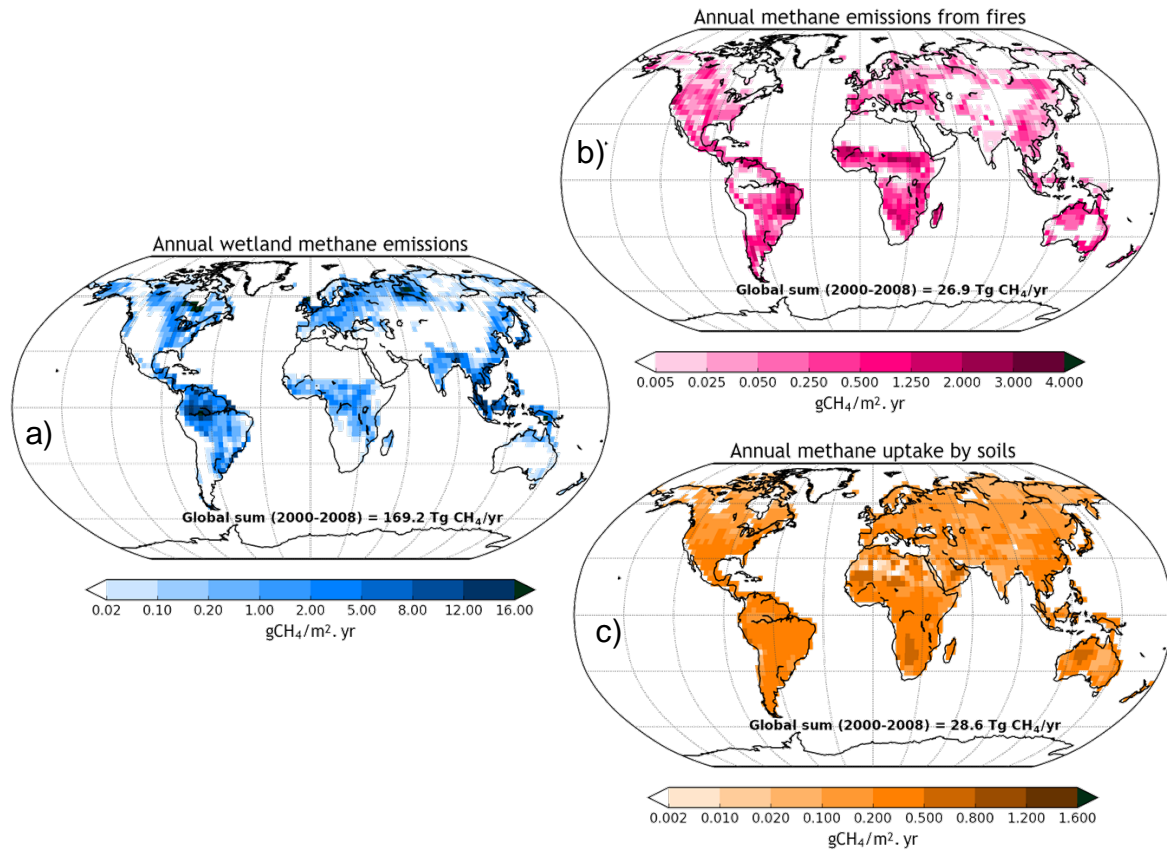 a)
Annual wetland methane emissions
Global sum (2000-2008) = 169.2 Tg CH₄/yr
0.02 0.10 0.20 1.00 2.00 5.00 8.00 12.00 16.00
gCH₄/m². yr
b)
Annual methane emissions from fires
Global sum (2000-2008) = 26.9 Tg CH₄/yr
0.005 0.025 0.050 0.250 0.500 1.250 2.000 3.000 4.000
gCH₄/m². yr
c)
Annual methane uptake by soils
Global sum (2000-2008) = 28.6 Tg CH₄/yr
0.002 0.010 0.020 0.100 0.200 0.500 0.800 1.200 1.600
gCH₄/m². yr